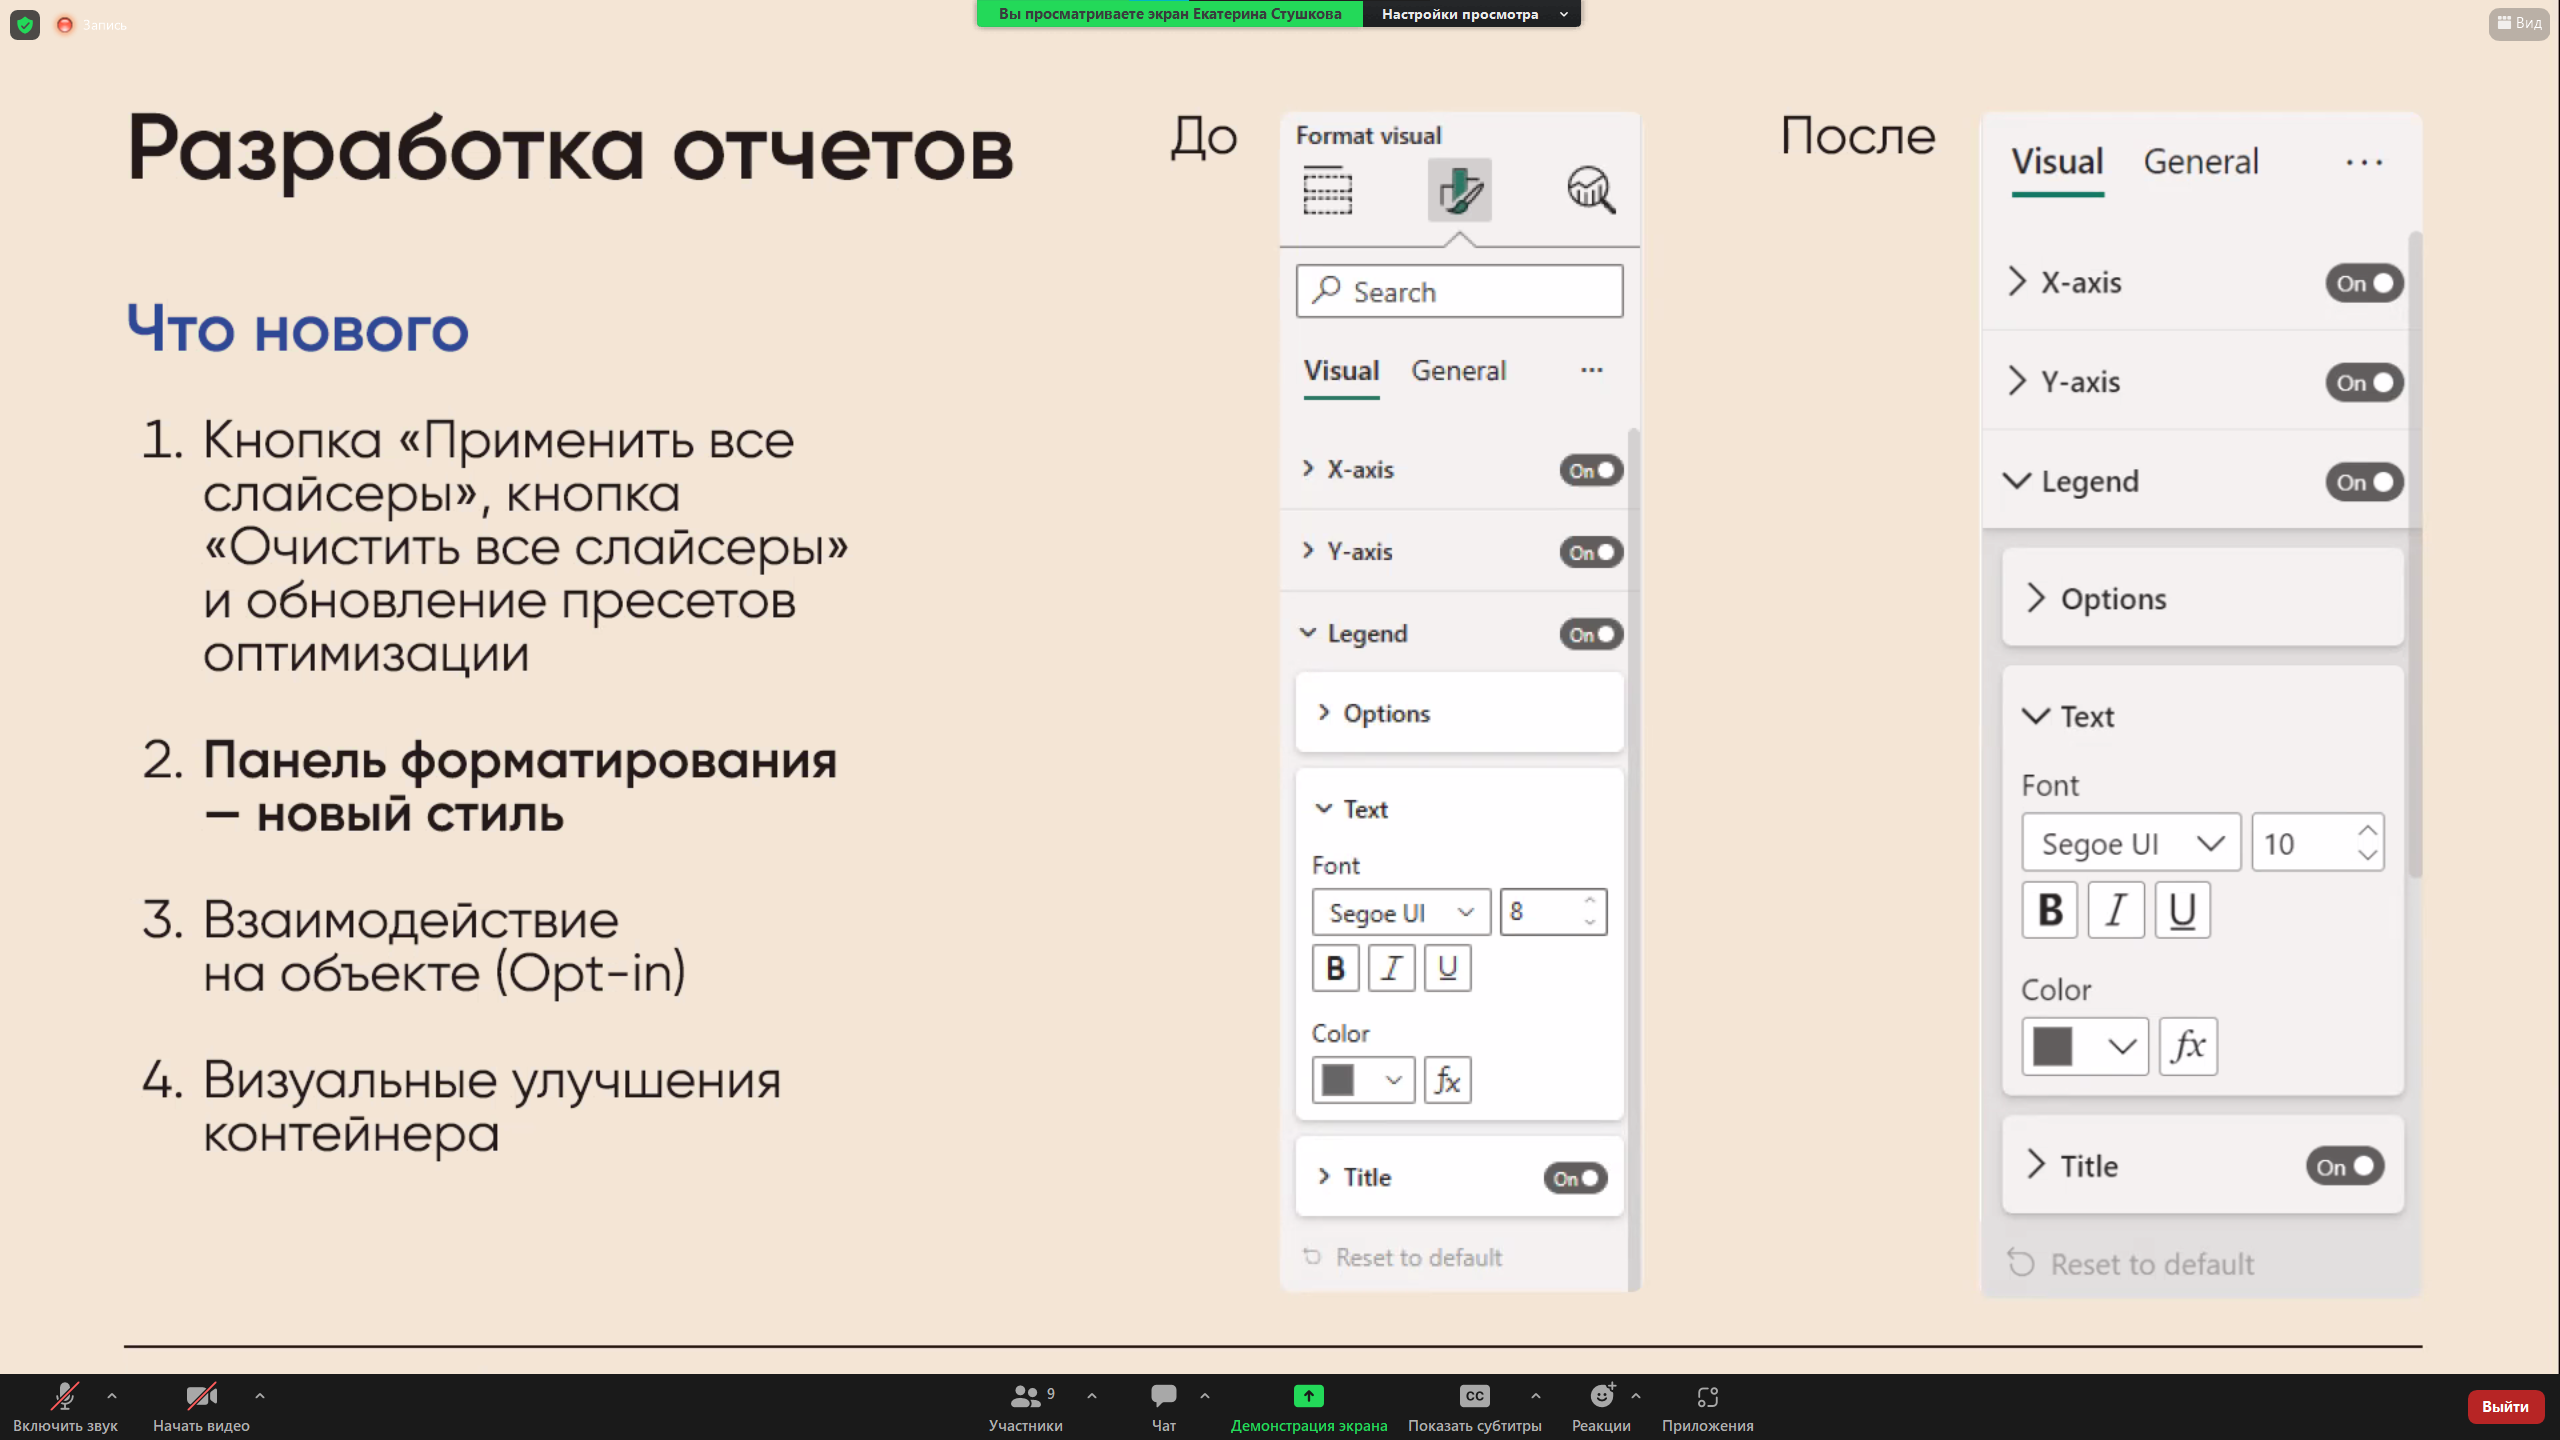 Запись
Вы просматриваете экран Екатерина Стушкова
Настройки просмотра
Вид
Разработка отчетов
Что нового
1. Кнопка «Применить все
слайсеры», кнопка
«Очистить все слайсеры»
и обновление пресетов
оптимизации
2. Панель форматирования
— новый стиль
3. Взаимодействие
на объекте (Opt-in)
4. Визуальные улучшения
контейнера
До
Format visual
Search
Visual General ...
X-axis On
Y-axis On
Legend On
Options
Text
Font
Segoe UI 8
B I U
Color
fx
Title On
Reset to default
После
Visual General ...
X-axis On
Y-axis On
Legend On
Options
Text
Font
Segoe UI 10
B I U
Color
fx
Title On
Reset to default
Включить звук
Начать видео
9
Участники
Чат
Демонстрация экрана
CC
Показать субтитры
Реакции
Приложения
Выйти